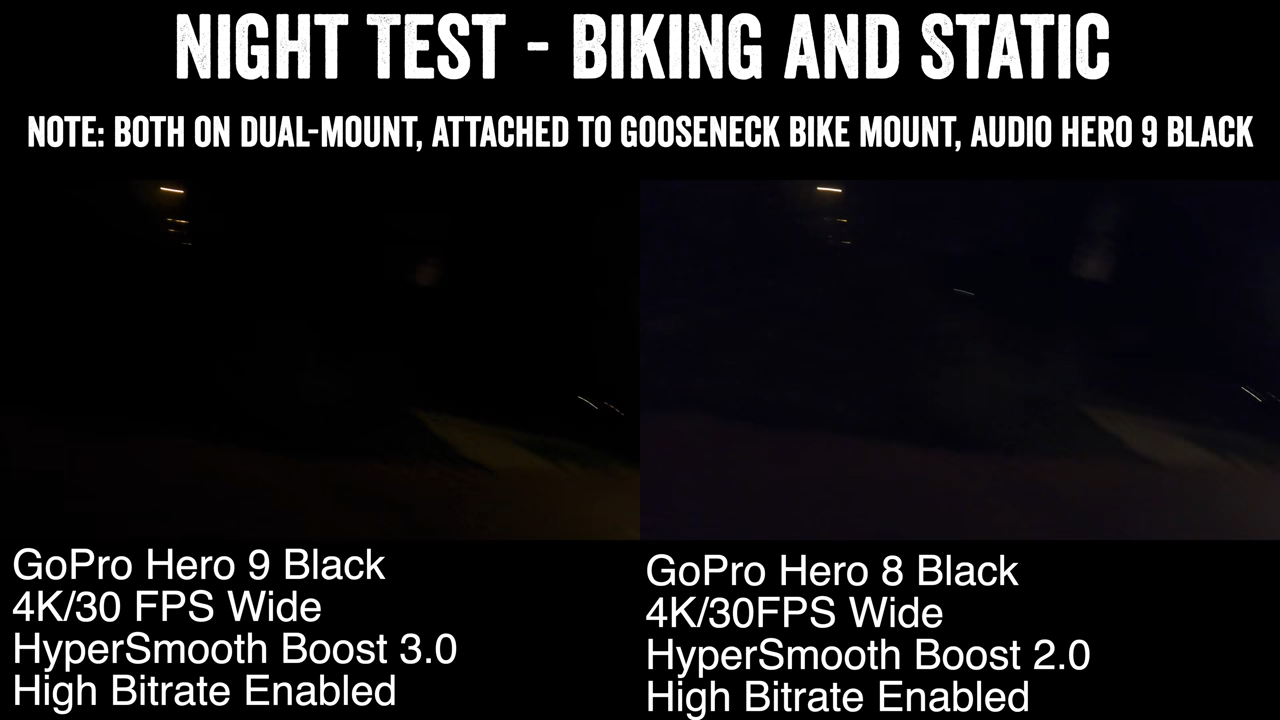 NIGHT TEST - BIKING AND STATIC
NOTE: BOTH ON DUAL-MOUNT, ATTACHED TO GOOSENECK BIKE MOUNT, AUDIO HERO 9 BLACK
GoPro Hero 9 Black
4K/30 FPS Wide
HyperSmooth Boost 3.0
High Bitrate Enabled
GoPro Hero 8 Black
4K/30FPS Wide
HyperSmooth Boost 2.0
High Bitrate Enabled